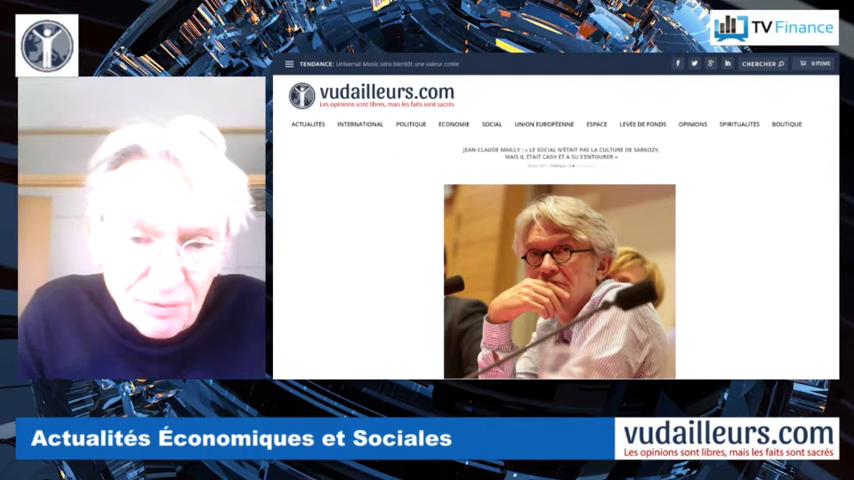 TV Finance
TENDANCE: Universal Music sera bientôt une valeur cotée
CHERCHER
0 ITEMS
vudailleurs.com
Les opinions sont libres, mais les faits sont sacrés
ACTUALITÉS INTERNATIONAL POLITIQUE ECONOMIE SOCIAL UNION EUROPÉENNE ESPACE LEVÉE DE FONDS OPINIONS SPIRITUALITÉS BOUTIQUE
JEAN-CLAUDE MAILLY : « LE SOCIAL N'ÉTAIT PAS LA CULTURE DE SARKOZY,
MAIS IL ÉTAIT CASH ET A SU S'ENTOURER »
Actualités Économiques et Sociales
vudailleurs.com
Les opinions sont libres, mais les faits sont sacrés